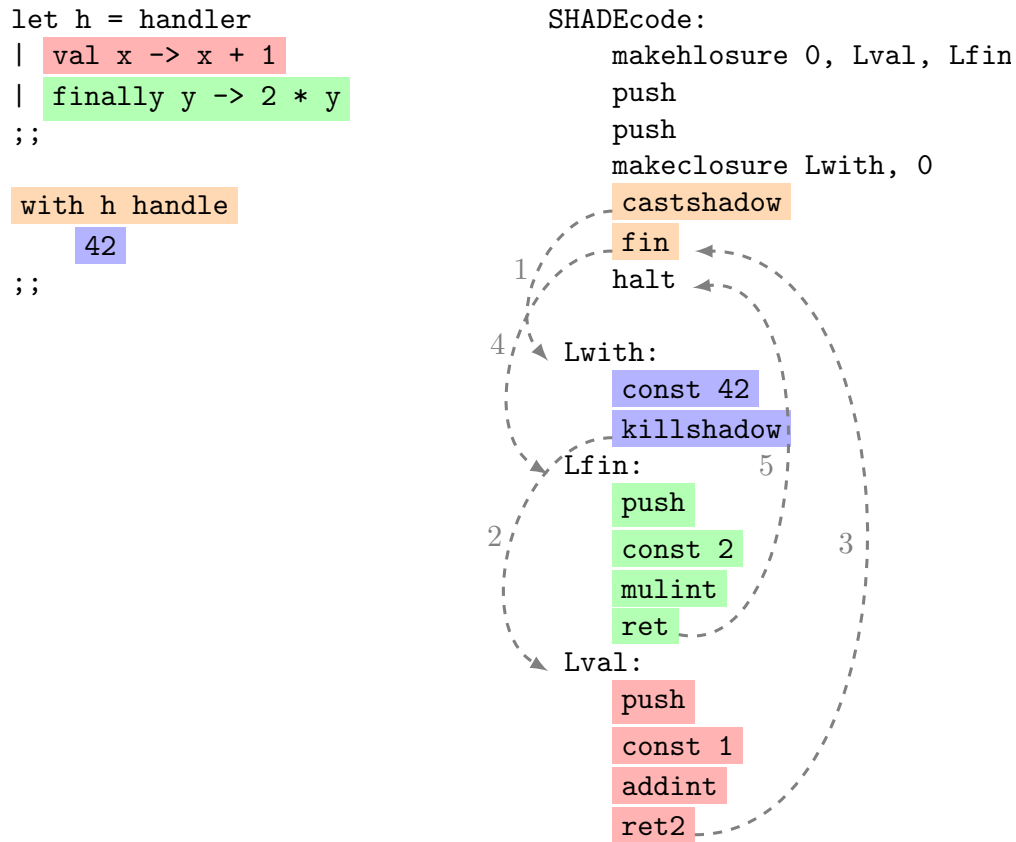 let h = handler
| val x -> x + 1
| finally y -> 2 * y
;;
with h handle
42
;;
SHADEcode:
makehlosure 0, Lval, Lfin
push
push
makeclosure Lwith, 0
castshadow
fin
halt
1
4
Lwith:
const 42
killshadow
Lfin:
5
push
2
const 2
3
mulint
ret
Lval:
push
const 1
addint
ret2